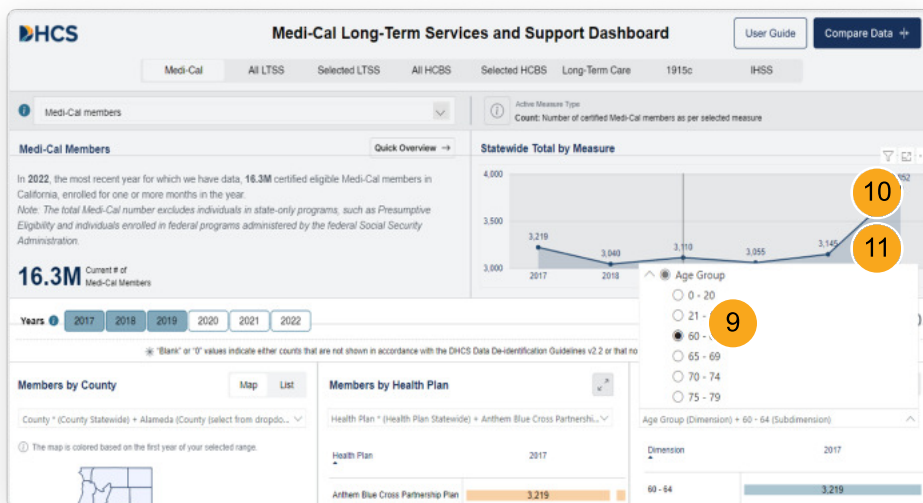 DHCS
Medi-Cal Long-Term Services and Support Dashboard
User Guide
Compare Data
Medi-Cal
All LTSS
Selected LTSS
All HCBS
Selected HCBS
Long-Term Care
1915c
IHSS
Medi-Cal members
Active Measure Type
Count: Number of certified Medi-Cal members as per selected measure
Medi-Cal Members
Quick Overview →
In 2022, the most recent year for which we have data, 16.3M certified eligible Medi-Cal members in
California, enrolled for one or more months in the year.
Note: The total Medi-Cal number excludes individuals in state-only programs, such as Presumptive
Eligibility and individuals enrolled in federal programs administered by the federal Social Security
Administration.
16.3M
Current # of
Medi-Cal Members
Statewide Total by Measure
4,000
3,500
3,000
3,219
3,040
3,110
3,055
3,145
2017
2018
10
11
Age Group
0 - 20
21 -
60 -
9
65 - 69
70 - 74
75 - 79
Years
2017
2018
2019
2020
2021
2022
"Blank" or "0" values indicate either counts that are not shown in accordance with the DHCS Data De-identification Guidelines v2.2 or that no
Members by County
Map
List
County * (County Statewide) + Alameda (County (select from dropdo...
The map is colored based on the first year of your selected range.
Members by Health Plan
Health Plan * (Health Plan Statewide) + Anthem Blue Cross Partnershi...
Health Plan
2017
Anthem Blue Cross Partnership Plan
3,219
Age Group (Dimension) + 60 - 64 (Subdimension)
Dimension
2017
60 - 64
3,219